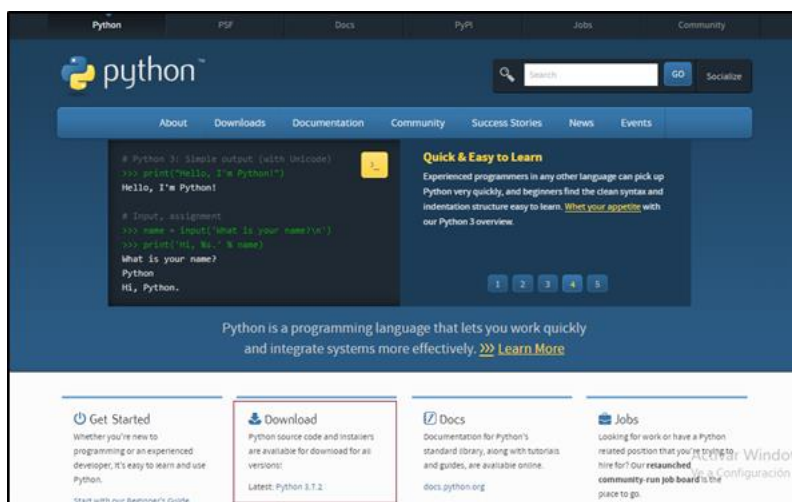 Python PSF Docs PyPI Jobs Community
python™
Search GO Socialize
About Downloads Documentation Community Success Stories News Events
# Python 3: Simple output (with Unicode)
>>> print("Hello, I'm Python!")
Hello, I'm Python!
# Input, assignment
>>> name = input('What is your name?\n')
>>> print('Hi, %s.' % name)
What is your name?
Python
Hi, Python.
>_
Quick & Easy to Learn
Experienced programmers in any other language can pick up
Python very quickly, and beginners find the clean syntax and
indentation structure easy to learn. Whet your appetite with
our Python 3 overview.
1 2 3 4 5
Python is a programming language that lets you work quickly
and integrate systems more effectively. >>> Learn More
Get Started
Whether you're new to
programming or an experienced
developer, it's easy to learn and use
Python.
Start with our Beginner's Guide
Download
Python source code and installers
are available for download for all
versions!
Latest: Python 3.7.2
Docs
Documentation for Python's
standard library, along with tutorials
and guides, are available online.
docs.python.org
Jobs
Looking for work or have a Python
related position that you're trying to
hire for? Our relaunched
community-run job board is the
place to go.
Activar Windo
Ve a Configuración